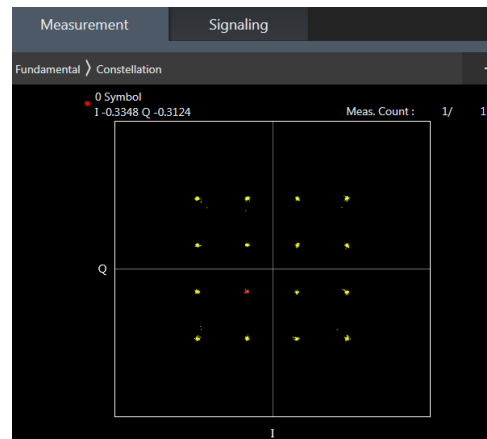 Measurement Signaling
Fundamental 〉 Constellation
0 Symbol
I -0.3348 Q -0.3124 Meas. Count : 1/ 1
Q
I